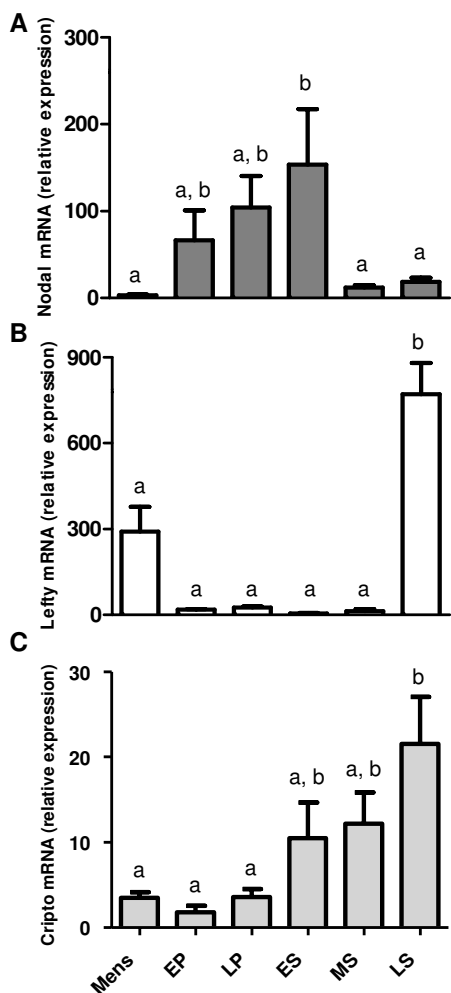 A
Nodal mRNA (relative expression)
300
200
100
0
a
a, b
a, b
b
a
a
B
Lefty mRNA (relative expression)
900
600
300
0
a
a
a
a
a
b
C
Cripto mRNA (relative expression)
30
20
10
0
a
a
a
a, b
a, b
b
Mens
EP
LP
ES
MS
LS